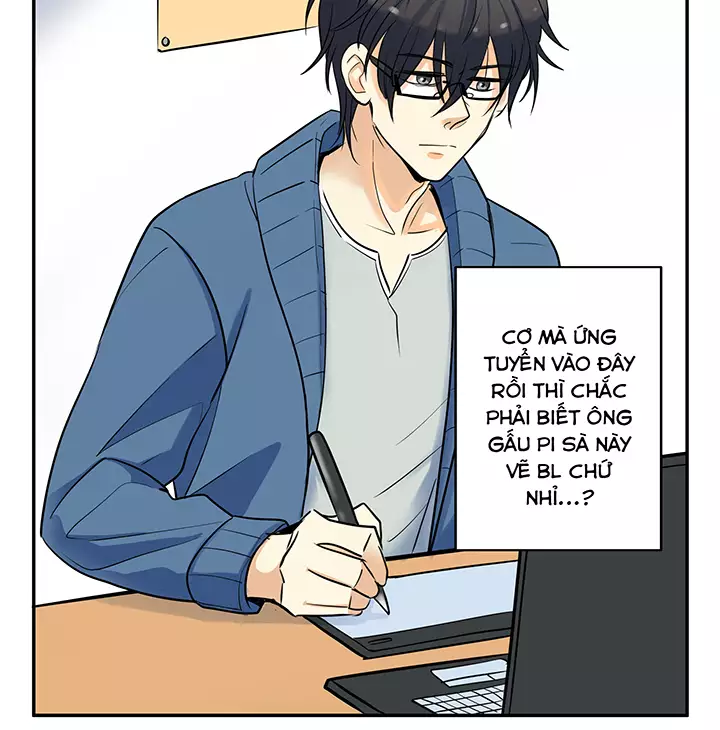 CƠ MÀ ỨNG
TUYỂN VÀO ĐÂY
RỒI THÌ CHẮC
PHẢI BIẾT ÔNG
GẤU PI SÀ NÀY
VẼ BL CHỨ
NHỈ...?